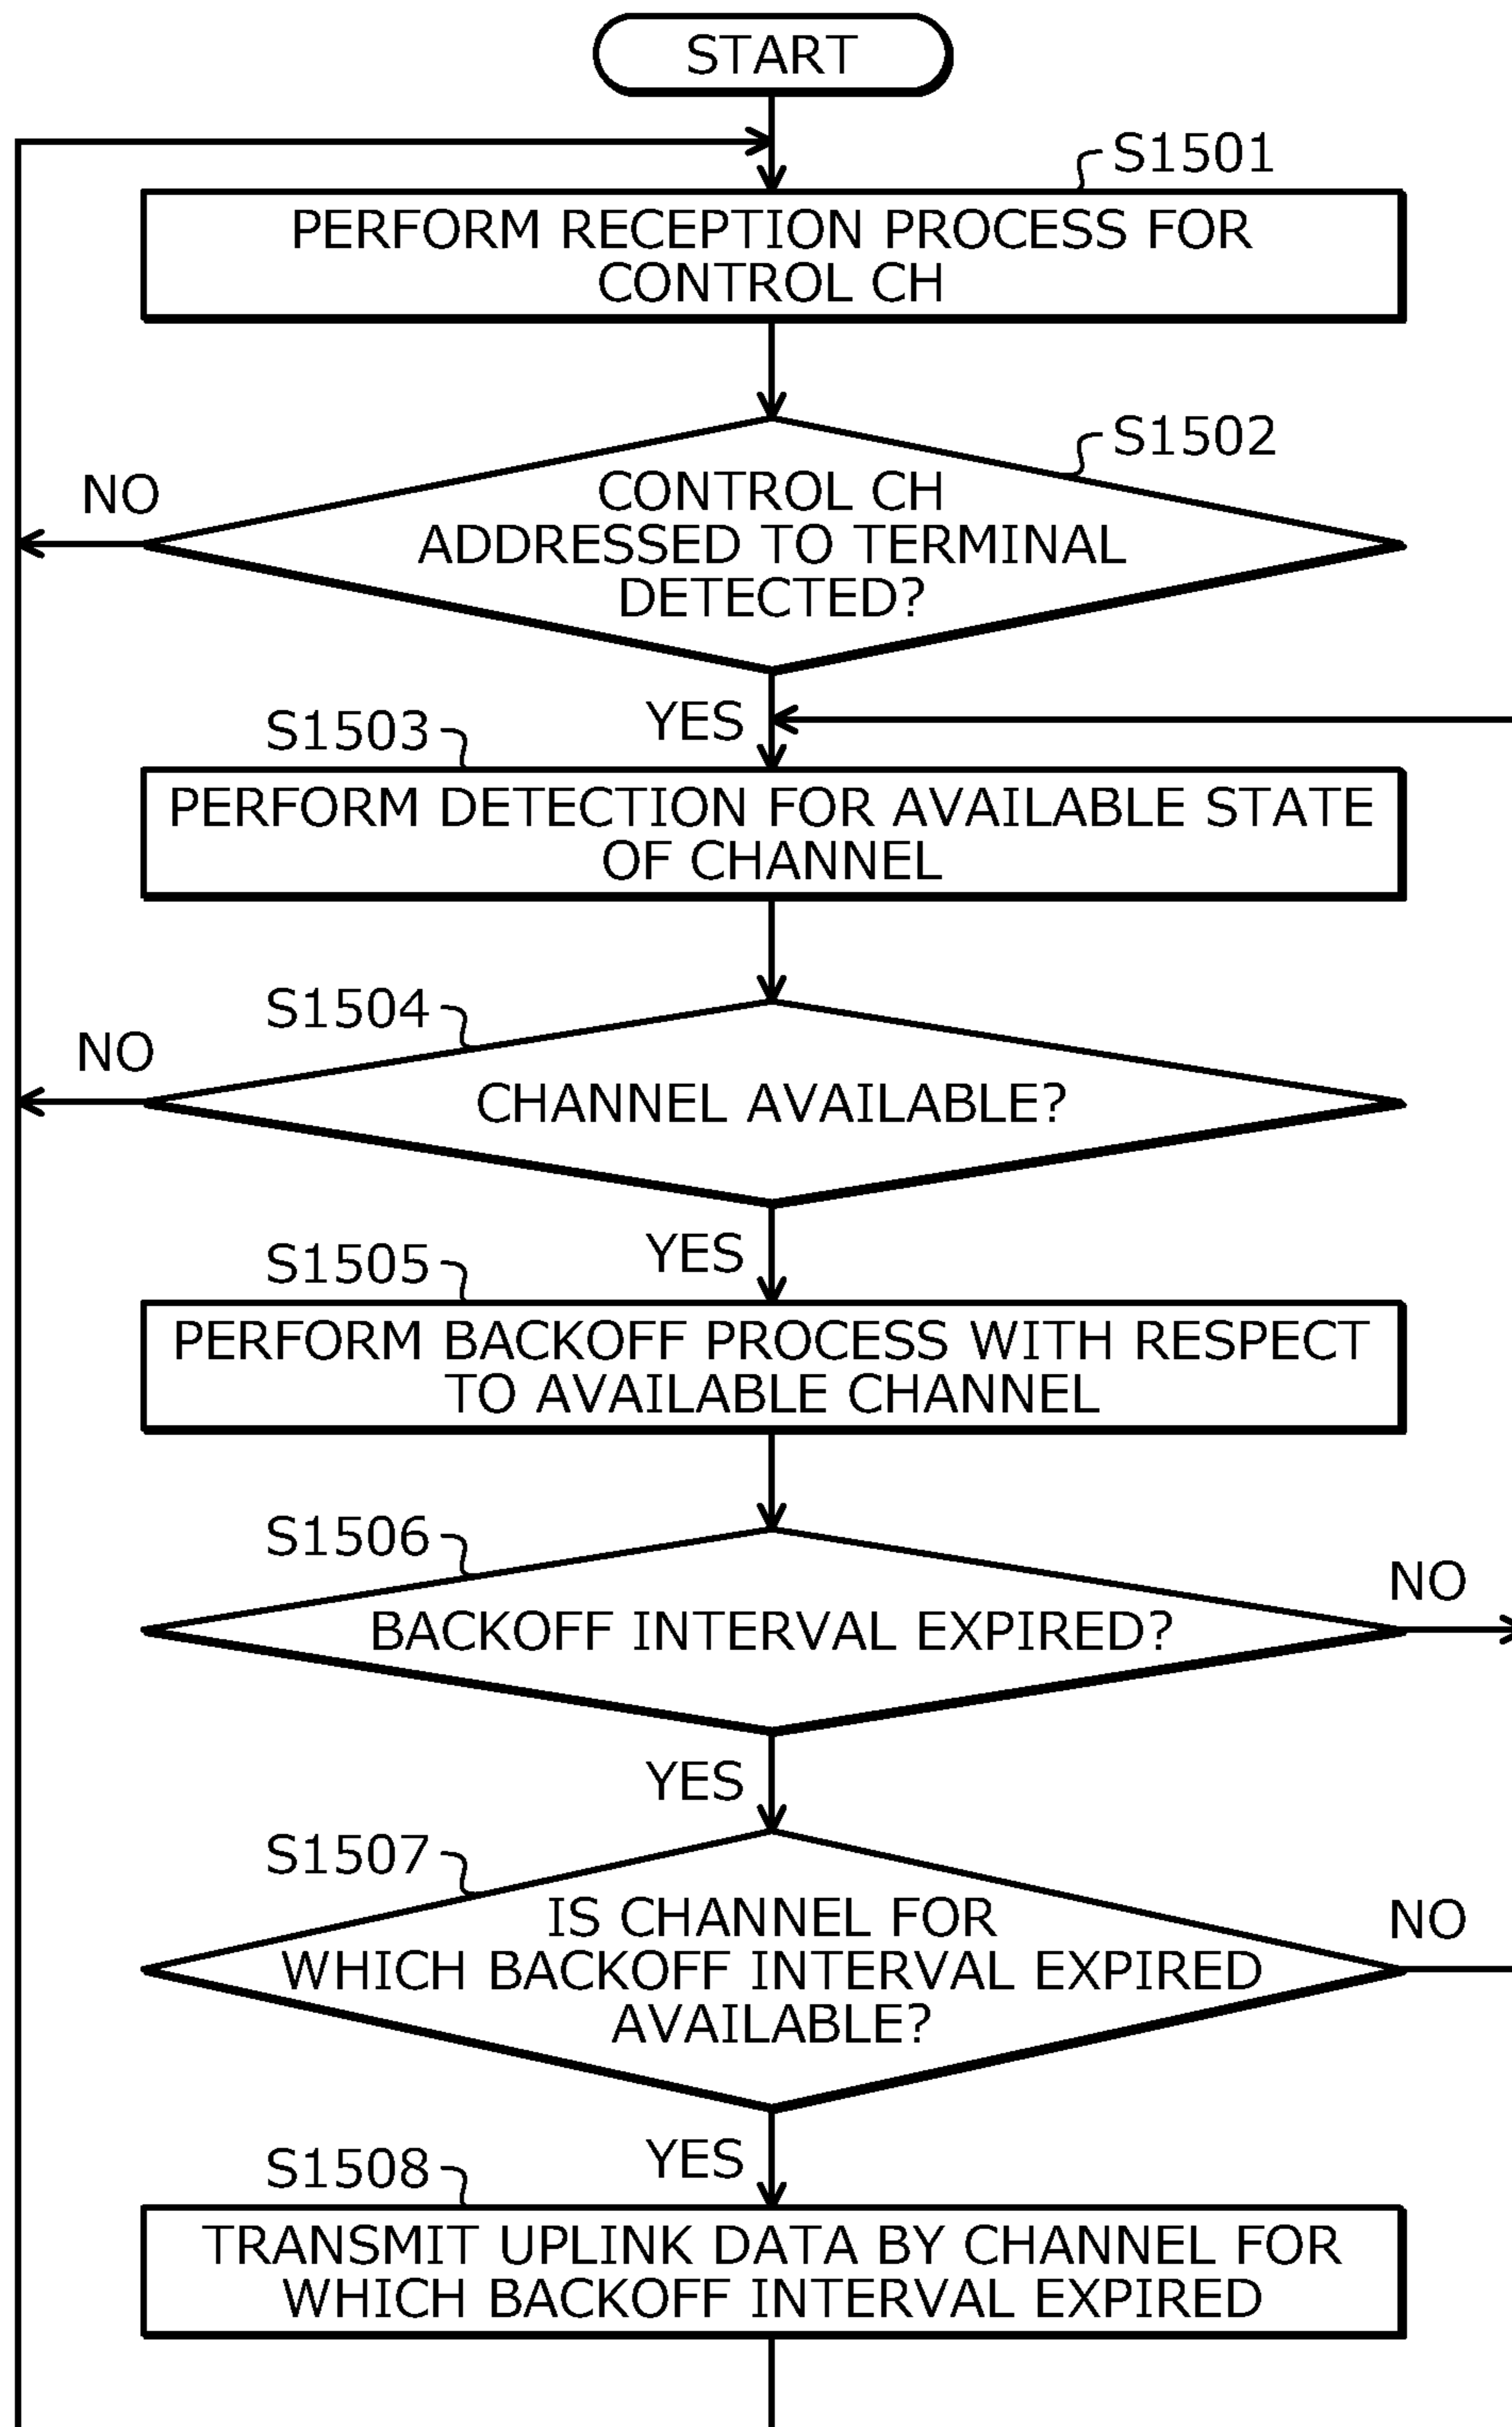 START
S1501
PERFORM RECEPTION PROCESS FOR
CONTROL CH
S1502
NO
CONTROL CH
ADDRESSED TO TERMINAL
DETECTED?
YES
S1503
PERFORM DETECTION FOR AVAILABLE STATE
OF CHANNEL
S1504
NO
CHANNEL AVAILABLE?
YES
S1505
PERFORM BACKOFF PROCESS WITH RESPECT
TO AVAILABLE CHANNEL
S1506
NO
BACKOFF INTERVAL EXPIRED?
YES
S1507
NO
IS CHANNEL FOR
WHICH BACKOFF INTERVAL EXPIRED
AVAILABLE?
YES
S1508
TRANSMIT UPLINK DATA BY CHANNEL FOR
WHICH BACKOFF INTERVAL EXPIRED